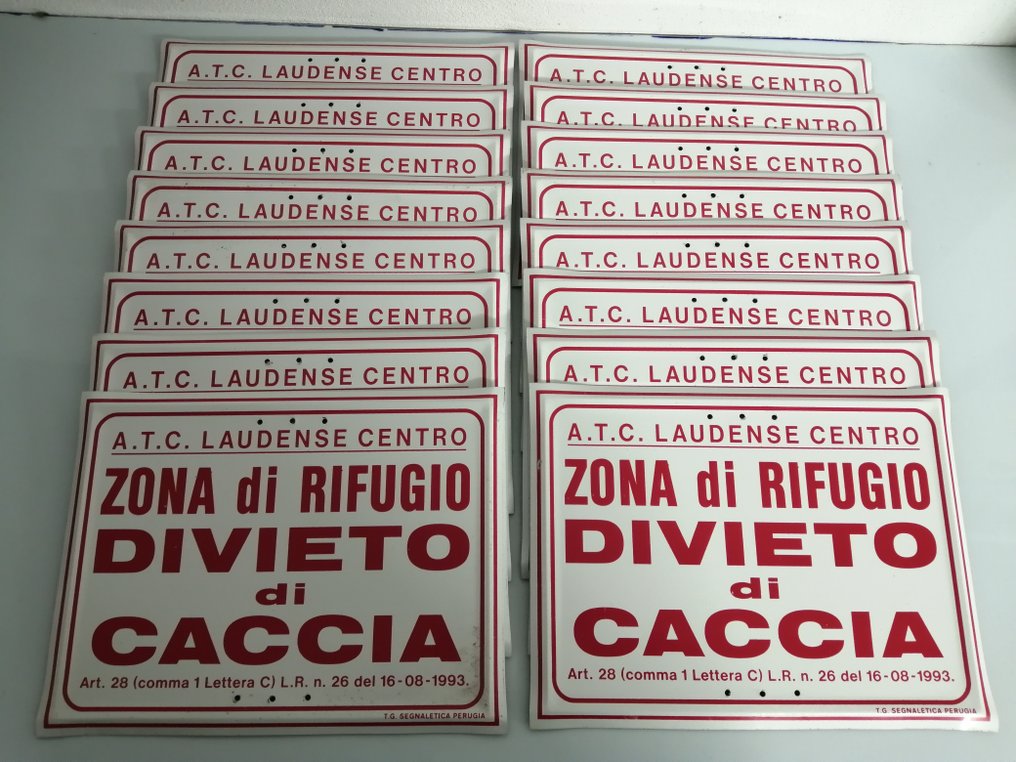 A.T.C. LAUDENSE CENTRO
A.T.C. LAUDENSE CENTRO
A.T.C. LAUDENSE CENTRO
A.T.C. LAUDENSE CENTRO
A.T.C. LAUDENSE CENTRO
A.T.C. LAUDENSE CENTRO
A.T.C. LAUDENSE CENTRO
A.T.C. LAUDENSE CENTRO
ZONA di RIFUGIO
DIVIETO
di
CACCIA
Art. 28 (comma 1 Lettera C) L.R. n. 26 del 16-08-1993.
T.G. SEGNALETICA PERUGIA
A.T.C. LAUDENSE CENTRO
A.T.C. LAUDENSE CENTRO
A.T.C. LAUDENSE CENTRO
A.T.C. LAUDENSE CENTRO
A.T.C. LAUDENSE CENTRO
A.T.C. LAUDENSE CENTRO
A.T.C. LAUDENSE CENTRO
A.T.C. LAUDENSE CENTRO
ZONA di RIFUGIO
DIVIETO
di
CACCIA
Art. 28 (comma 1 Lettera C) L.R. n. 26 del 16-08-1993.
T.G. SEGNALETICA PERUGIA